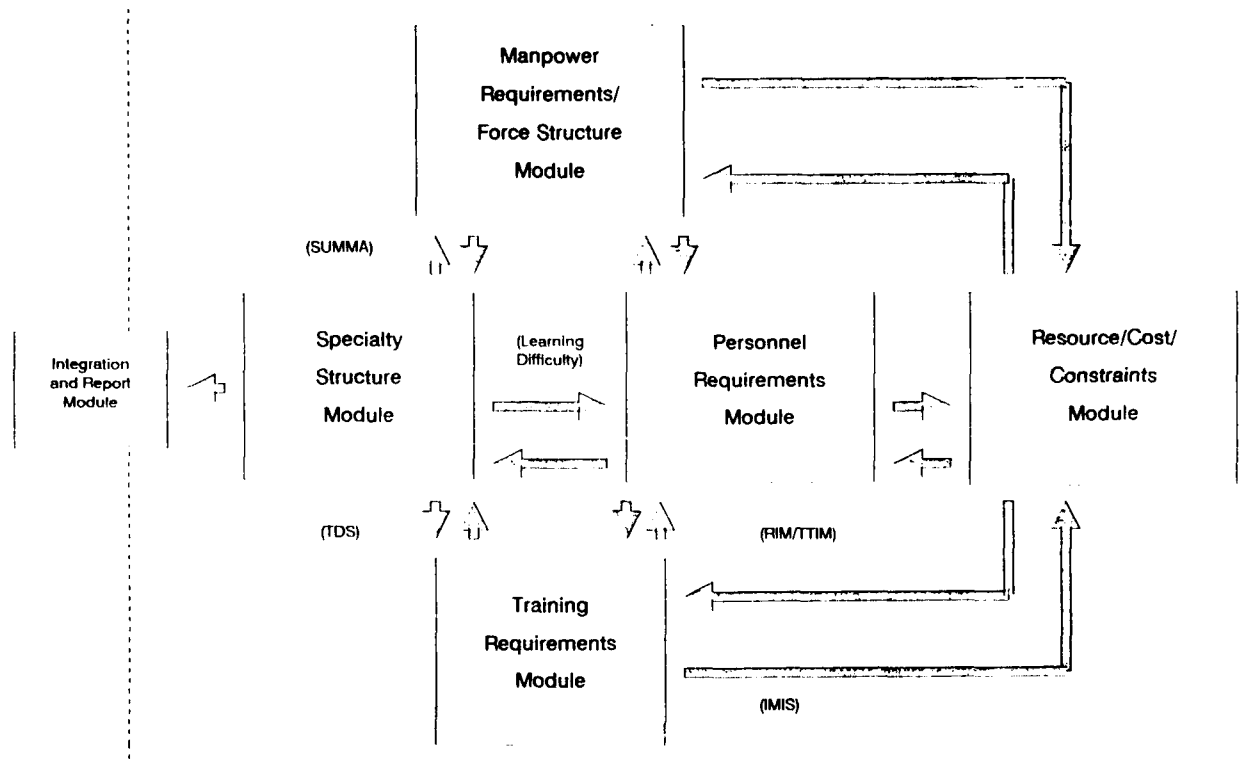 Manpower
Requirements/
Force Structure
Module
(SUMMA)
Integration
and Report
Module
Specialty
Structure
Module
(Learning
Difficulty)
Personnel
Requirements
Module
Resource/Cost/
Constraints
Module
(TDS)
(RIM/TTIM)
Training
Requirements
Module
(IMIS)